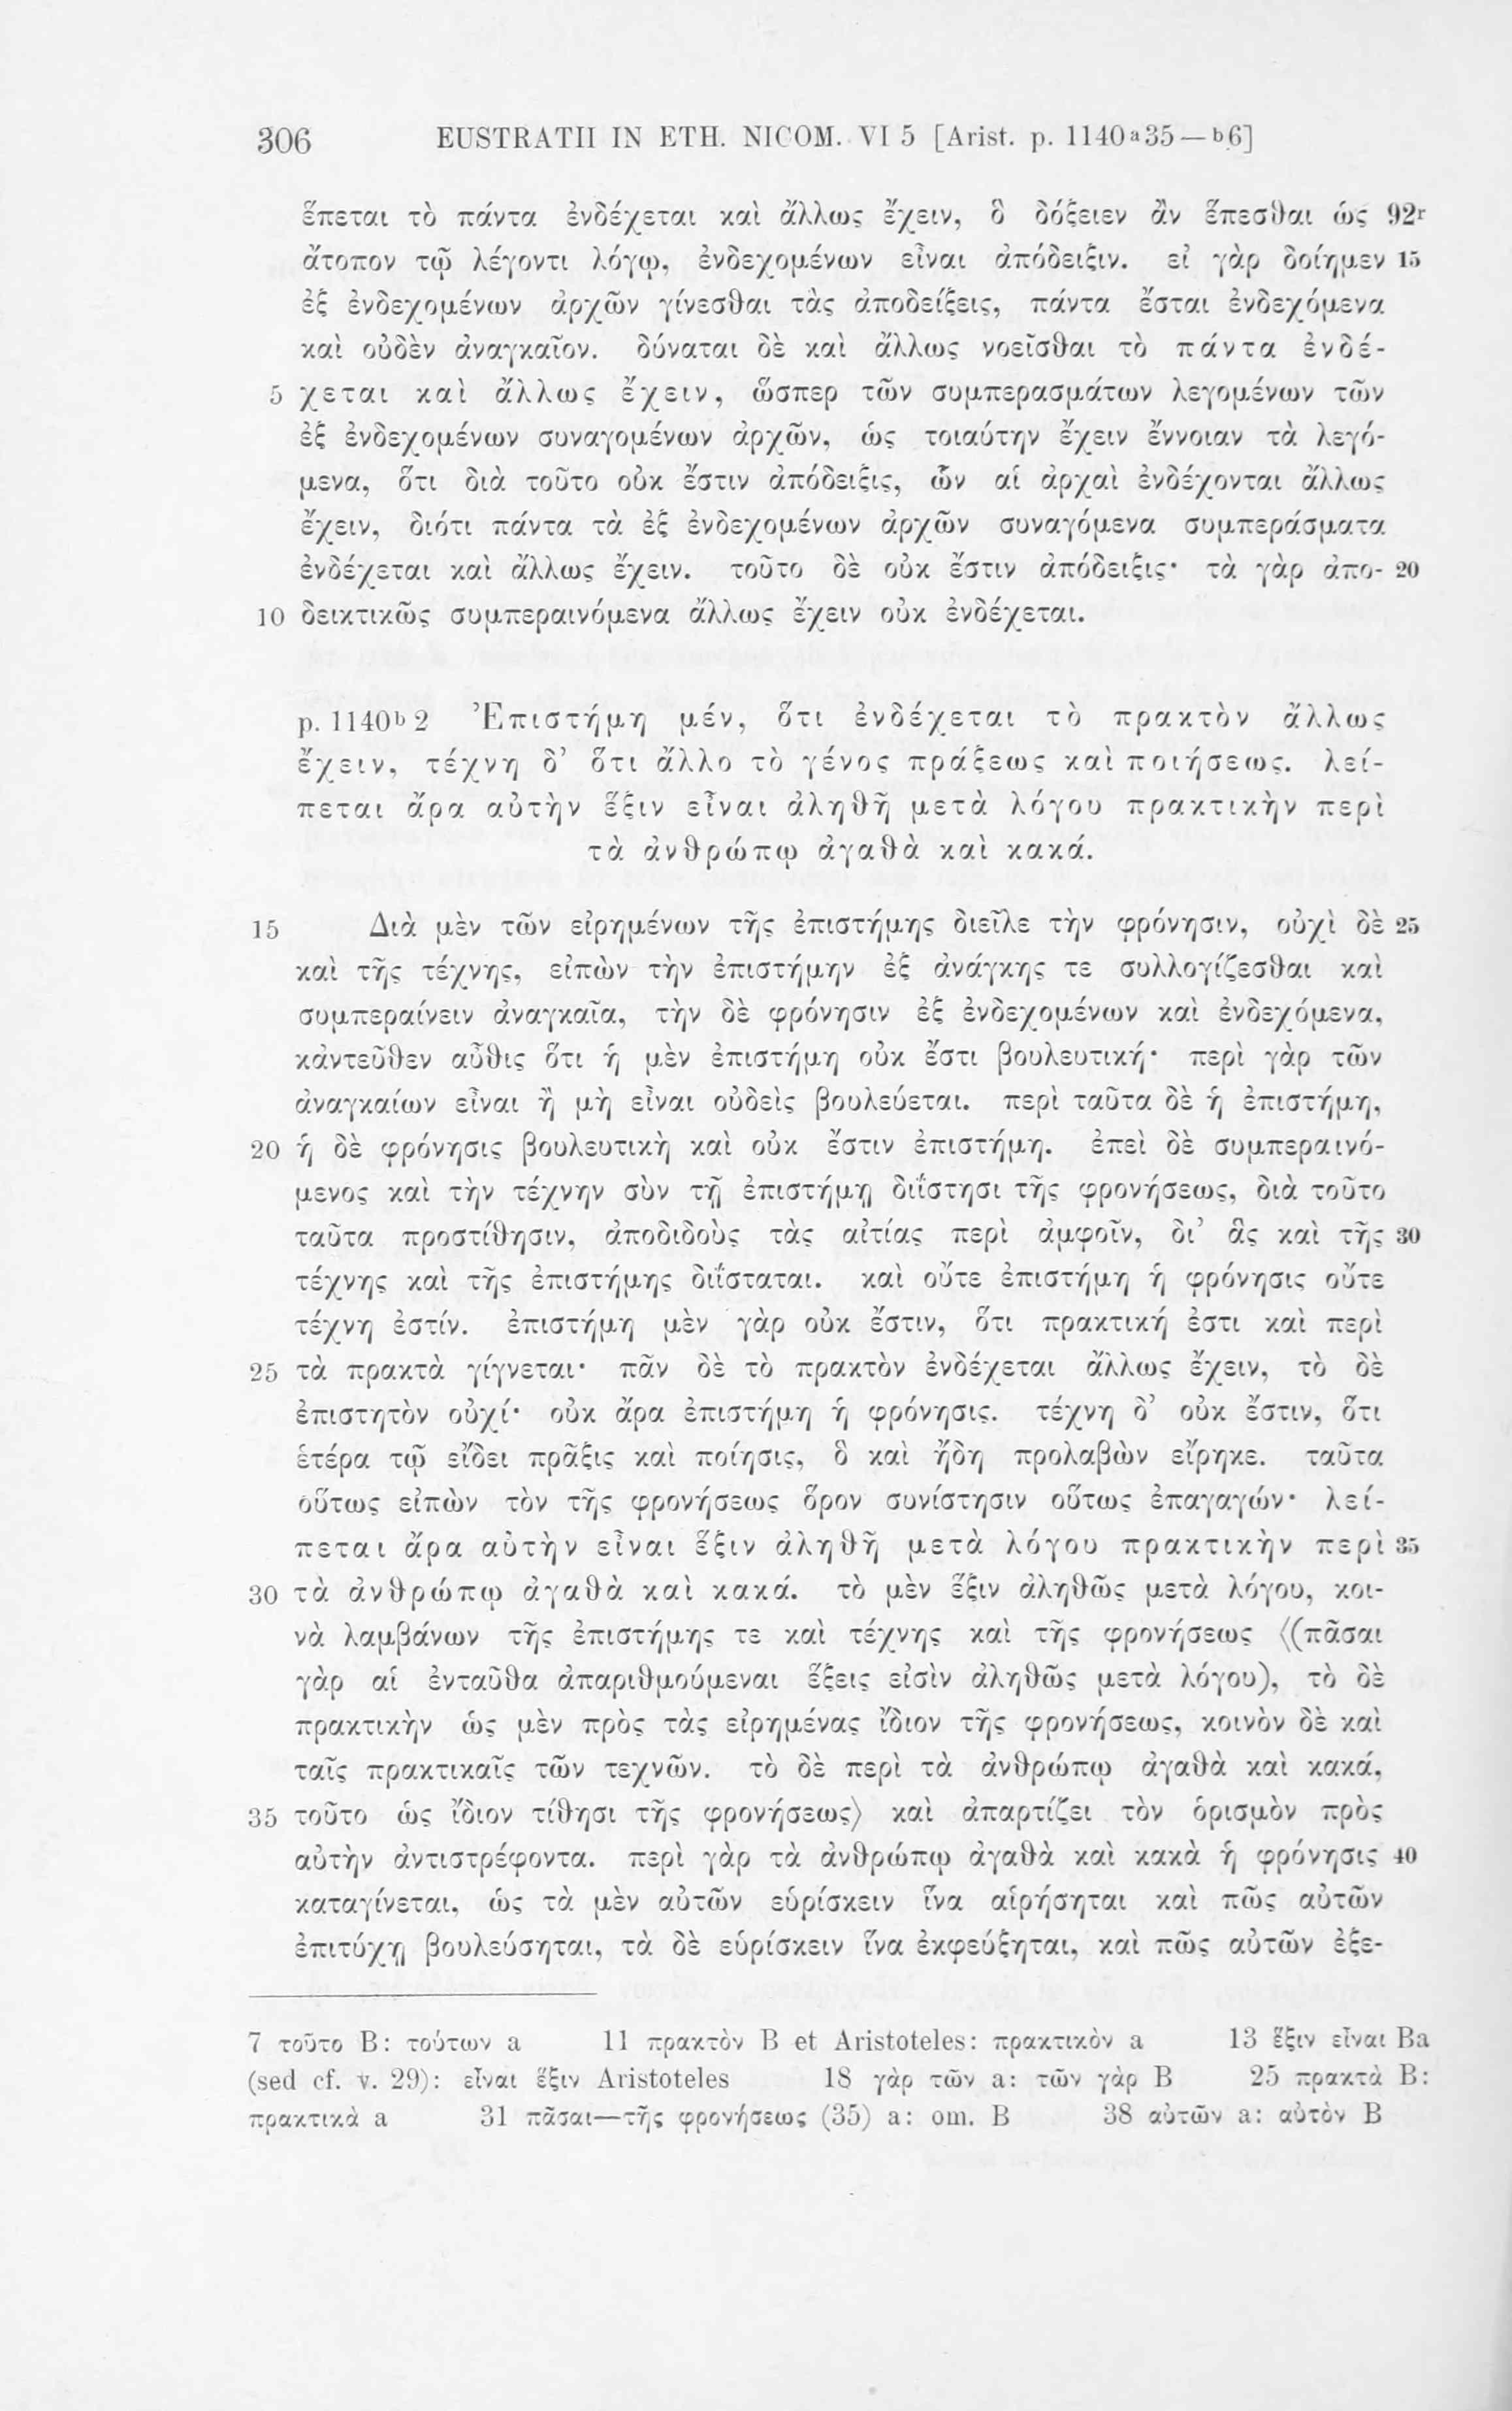 306 EUSTRATII IN ETH. NICOM. VI 5 [Arist. p. 1140ᵃ35—ᵇ6]
ἕπεται τὸ πάντα ἐνδέχεται καὶ ἄλλως ἔχειν, ὃ δόξειεν ἂν ἕπεσθαι ὡς 92ʳ
ἄτοπον τῷ λέγοντι λόγῳ, ἐνδεχομένων εἶναι ἀπόδειξιν. εἰ γὰρ δοίημεν 15
ἐξ ἐνδεχομένων ἀρχῶν γίνεσθαι τὰς ἀποδείξεις, πάντα ἔσται ἐνδεχόμενα
καὶ οὐδὲν ἀναγκαῖον. δύναται δὲ καὶ ἄλλως νοεῖσθαι τὸ πάντα ἐνδέ-
5 χεται καὶ ἄλλως ἔχειν, ὥσπερ τῶν συμπερασμάτων λεγομένων τῶν
ἐξ ἐνδεχομένων συναγομένων ἀρχῶν, ὡς τοιαύτην ἔχειν ἔννοιαν τὰ λεγό-
μενα, ὅτι διὰ τοῦτο οὐκ ἔστιν ἀπόδειξις, ὧν αἱ ἀρχαὶ ἐνδέχονται ἄλλως
ἔχειν, διότι πάντα τὰ ἐξ ἐνδεχομένων ἀρχῶν συναγόμενα συμπεράσματα
ἐνδέχεται καὶ ἄλλως ἔχειν. τοῦτο δὲ οὐκ ἔστιν ἀπόδειξις· τὰ γὰρ ἀπο- 20
10 δεικτικῶς συμπεραινόμενα ἄλλως ἔχειν οὐκ ἐνδέχεται.
p. 1140ᵇ 2 Ἐπιστήμη μέν, ὅτι ἐνδέχεται τὸ πρακτὸν ἄλλως
ἔχειν, τέχνη δ’ ὅτι ἄλλο τὸ γένος πράξεως καὶ ποιήσεως. λεί-
πεται ἄρα αὐτὴν ἕξιν εἶναι ἀληθῆ μετὰ λόγου πρακτικὴν περὶ
τὰ ἀνθρώπῳ ἀγαθὰ καὶ κακά.
15 Διὰ μὲν τῶν εἰρημένων τῆς ἐπιστήμης διεῖλε τὴν φρόνησιν, οὐχὶ δὲ 25
καὶ τῆς τέχνης, εἰπὼν τὴν ἐπιστήμην ἐξ ἀνάγκης τε συλλογίζεσθαι καὶ
συμπεραίνειν ἀναγκαῖα, τὴν δὲ φρόνησιν ἐξ ἐνδεχομένων καὶ ἐνδεχόμενα,
κἀντεῦθεν αὖθις ὅτι ἡ μὲν ἐπιστήμη οὐκ ἔστι βουλευτική· περὶ γὰρ τῶν
ἀναγκαίων εἶναι ἢ μὴ εἶναι οὐδεὶς βουλεύεται. περὶ ταῦτα δὲ ἡ ἐπιστήμη,
20 ἡ δὲ φρόνησις βουλευτικὴ καὶ οὐκ ἔστιν ἐπιστήμη. ἐπεὶ δὲ συμπεραινό-
μενος καὶ τὴν τέχνην σὺν τῇ ἐπιστήμῃ διΐστησι τῆς φρονήσεως, διὰ τοῦτο
ταῦτα προστίθησιν, ἀποδιδοὺς τὰς αἰτίας περὶ ἀμφοῖν, δι’ ἃς καὶ τῆς 30
τέχνης καὶ τῆς ἐπιστήμης διΐσταται. καὶ οὔτε ἐπιστήμη ἡ φρόνησις οὔτε
τέχνη ἐστίν. ἐπιστήμη μὲν γὰρ οὐκ ἔστιν, ὅτι πρακτική ἐστι καὶ περὶ
25 τὰ πρακτὰ γίγνεται· πᾶν δὲ τὸ πρακτὸν ἐνδέχεται ἄλλως ἔχειν, τὸ δὲ
ἐπιστητὸν οὐχί· οὐκ ἄρα ἐπιστήμη ἡ φρόνησις. τέχνη δ’ οὐκ ἔστιν, ὅτι
ἑτέρα τῷ εἴδει πρᾶξις καὶ ποίησις, ὃ καὶ ἤδη προλαβὼν εἴρηκε. ταῦτα
οὕτως εἰπὼν τὸν τῆς φρονήσεως ὅρον συνίστησιν οὕτως ἐπαγαγών· λεί-
πεται ἄρα αὐτὴν εἶναι ἕξιν ἀληθῆ μετὰ λόγου πρακτικὴν περὶ 35
30 τὰ ἀνθρώπῳ ἀγαθὰ καὶ κακά. τὸ μὲν ἕξιν ἀληθῶς μετὰ λόγου, κοι-
νὰ λαμβάνων τῆς ἐπιστήμης τε καὶ τέχνης καὶ τῆς φρονήσεως ⟨(πᾶσαι
γὰρ αἱ ἐνταῦθα ἀπαριθμούμεναι ἕξεις εἰσὶν ἀληθῶς μετὰ λόγου), τὸ δὲ
πρακτικὴν ὡς μὲν πρὸς τὰς εἰρημένας ἴδιον τῆς φρονήσεως, κοινὸν δὲ καὶ
ταῖς πρακτικαῖς τῶν τεχνῶν. τὸ δὲ περὶ τὰ ἀνθρώπῳ ἀγαθὰ καὶ κακά,
35 τοῦτο ὡς ἴδιον τίθησι τῆς φρονήσεως⟩ καὶ ἀπαρτίζει τὸν ὁρισμὸν πρὸς
αὐτὴν ἀντιστρέφοντα. περὶ γὰρ τὰ ἀνθρώπῳ ἀγαθὰ καὶ κακὰ ἡ φρόνησις 40
καταγίνεται, ὡς τὰ μὲν αὐτῶν εὑρίσκειν ἵνα αἱρήσηται καὶ πῶς αὐτῶν
ἐπιτύχῃ βουλεύσηται, τὰ δὲ εὑρίσκειν ἵνα ἐκφεύξηται, καὶ πῶς αὐτῶν ἐξε-
7 τοῦτο B: τούτων a 11 πρακτὸν B et Aristoteles: πρακτικὸν a 13 ἕξιν εἶναι Ba
(sed cf. v. 29): εἶναι ἕξιν Aristoteles 18 γὰρ τῶν a: τῶν γὰρ B 25 πρακτὰ B:
πρακτικὰ a 31 πᾶσαι—τῆς φρονήσεως (35) a: om. B 38 αὐτῶν a: αὐτὸν B